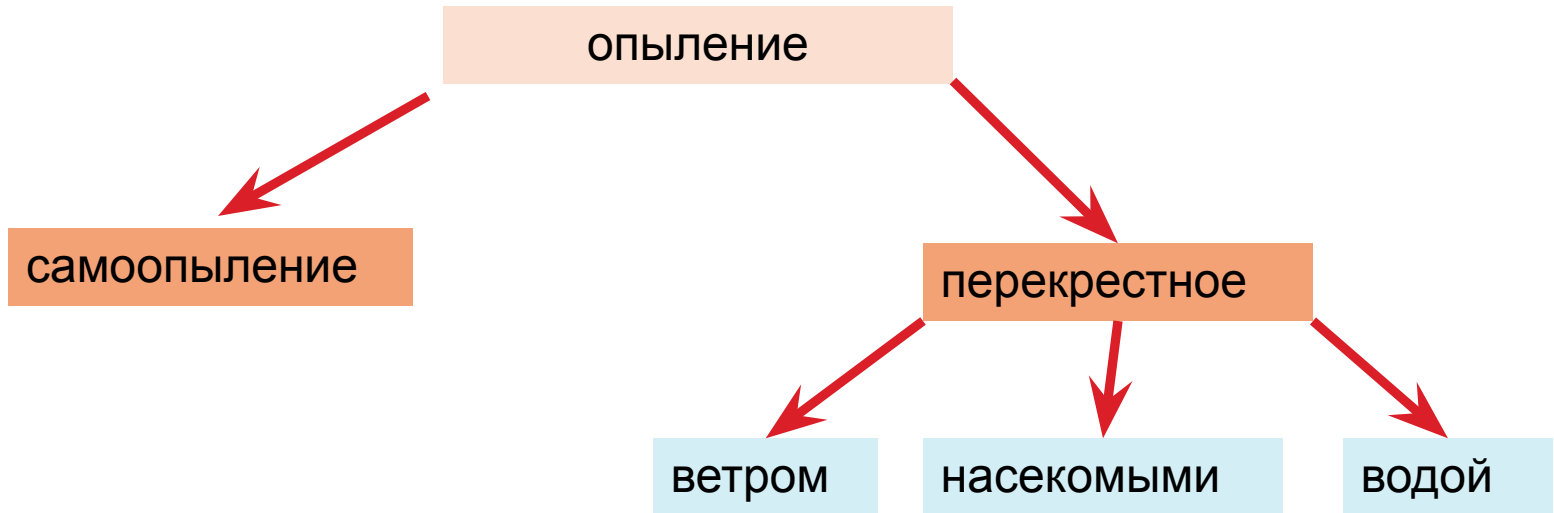 опыление
самоопыление
перекрестное
ветром
насекомыми
водой